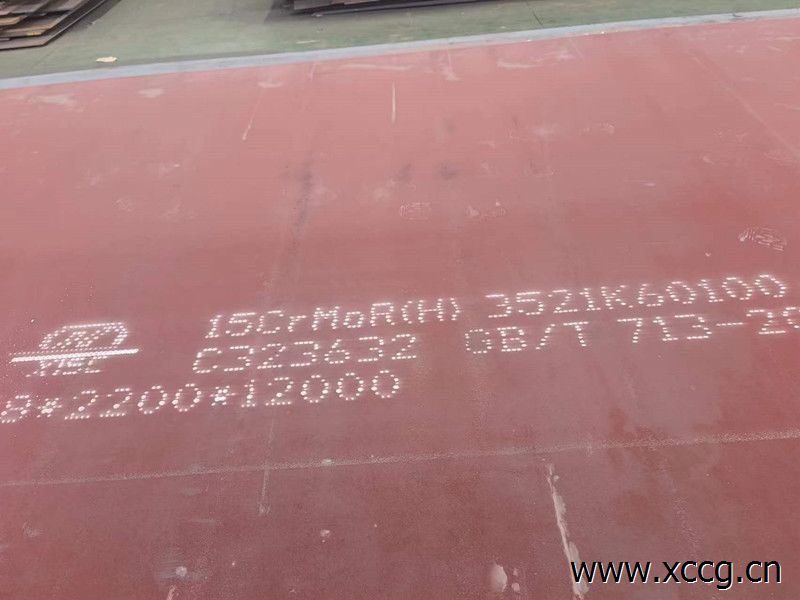 15CrMoR(H) 3521K60100
C323632 GB/T 713-20
8*2200*12000
www.xccg.cn